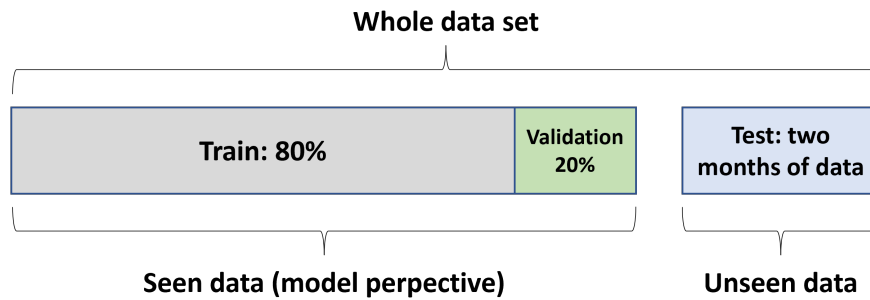 Whole data set
Train: 80%
Validation
20%
Test: two
months of data
Seen data (model perpective)
Unseen data